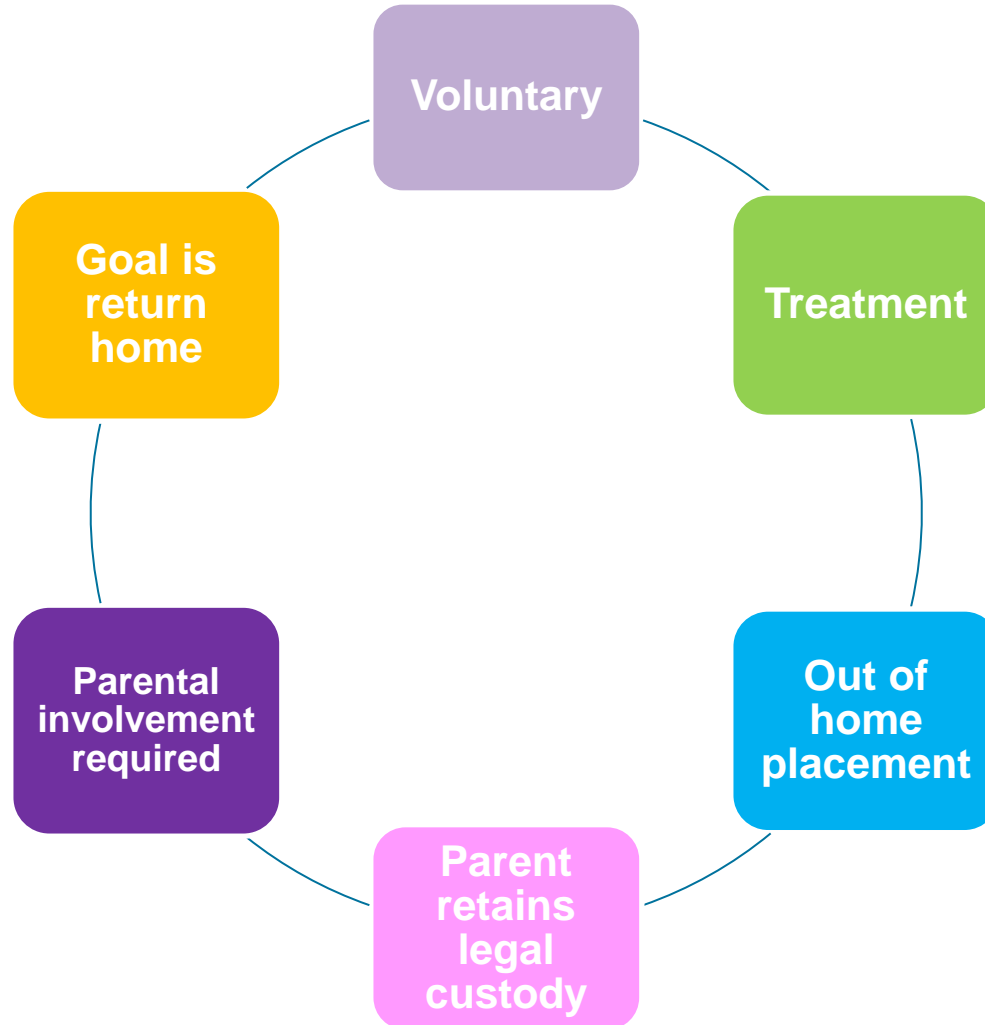 Voluntary
Treatment
Out of
home
placement
Parent
retains
legal
custody
Parental
involvement
required
Goal is
return
home